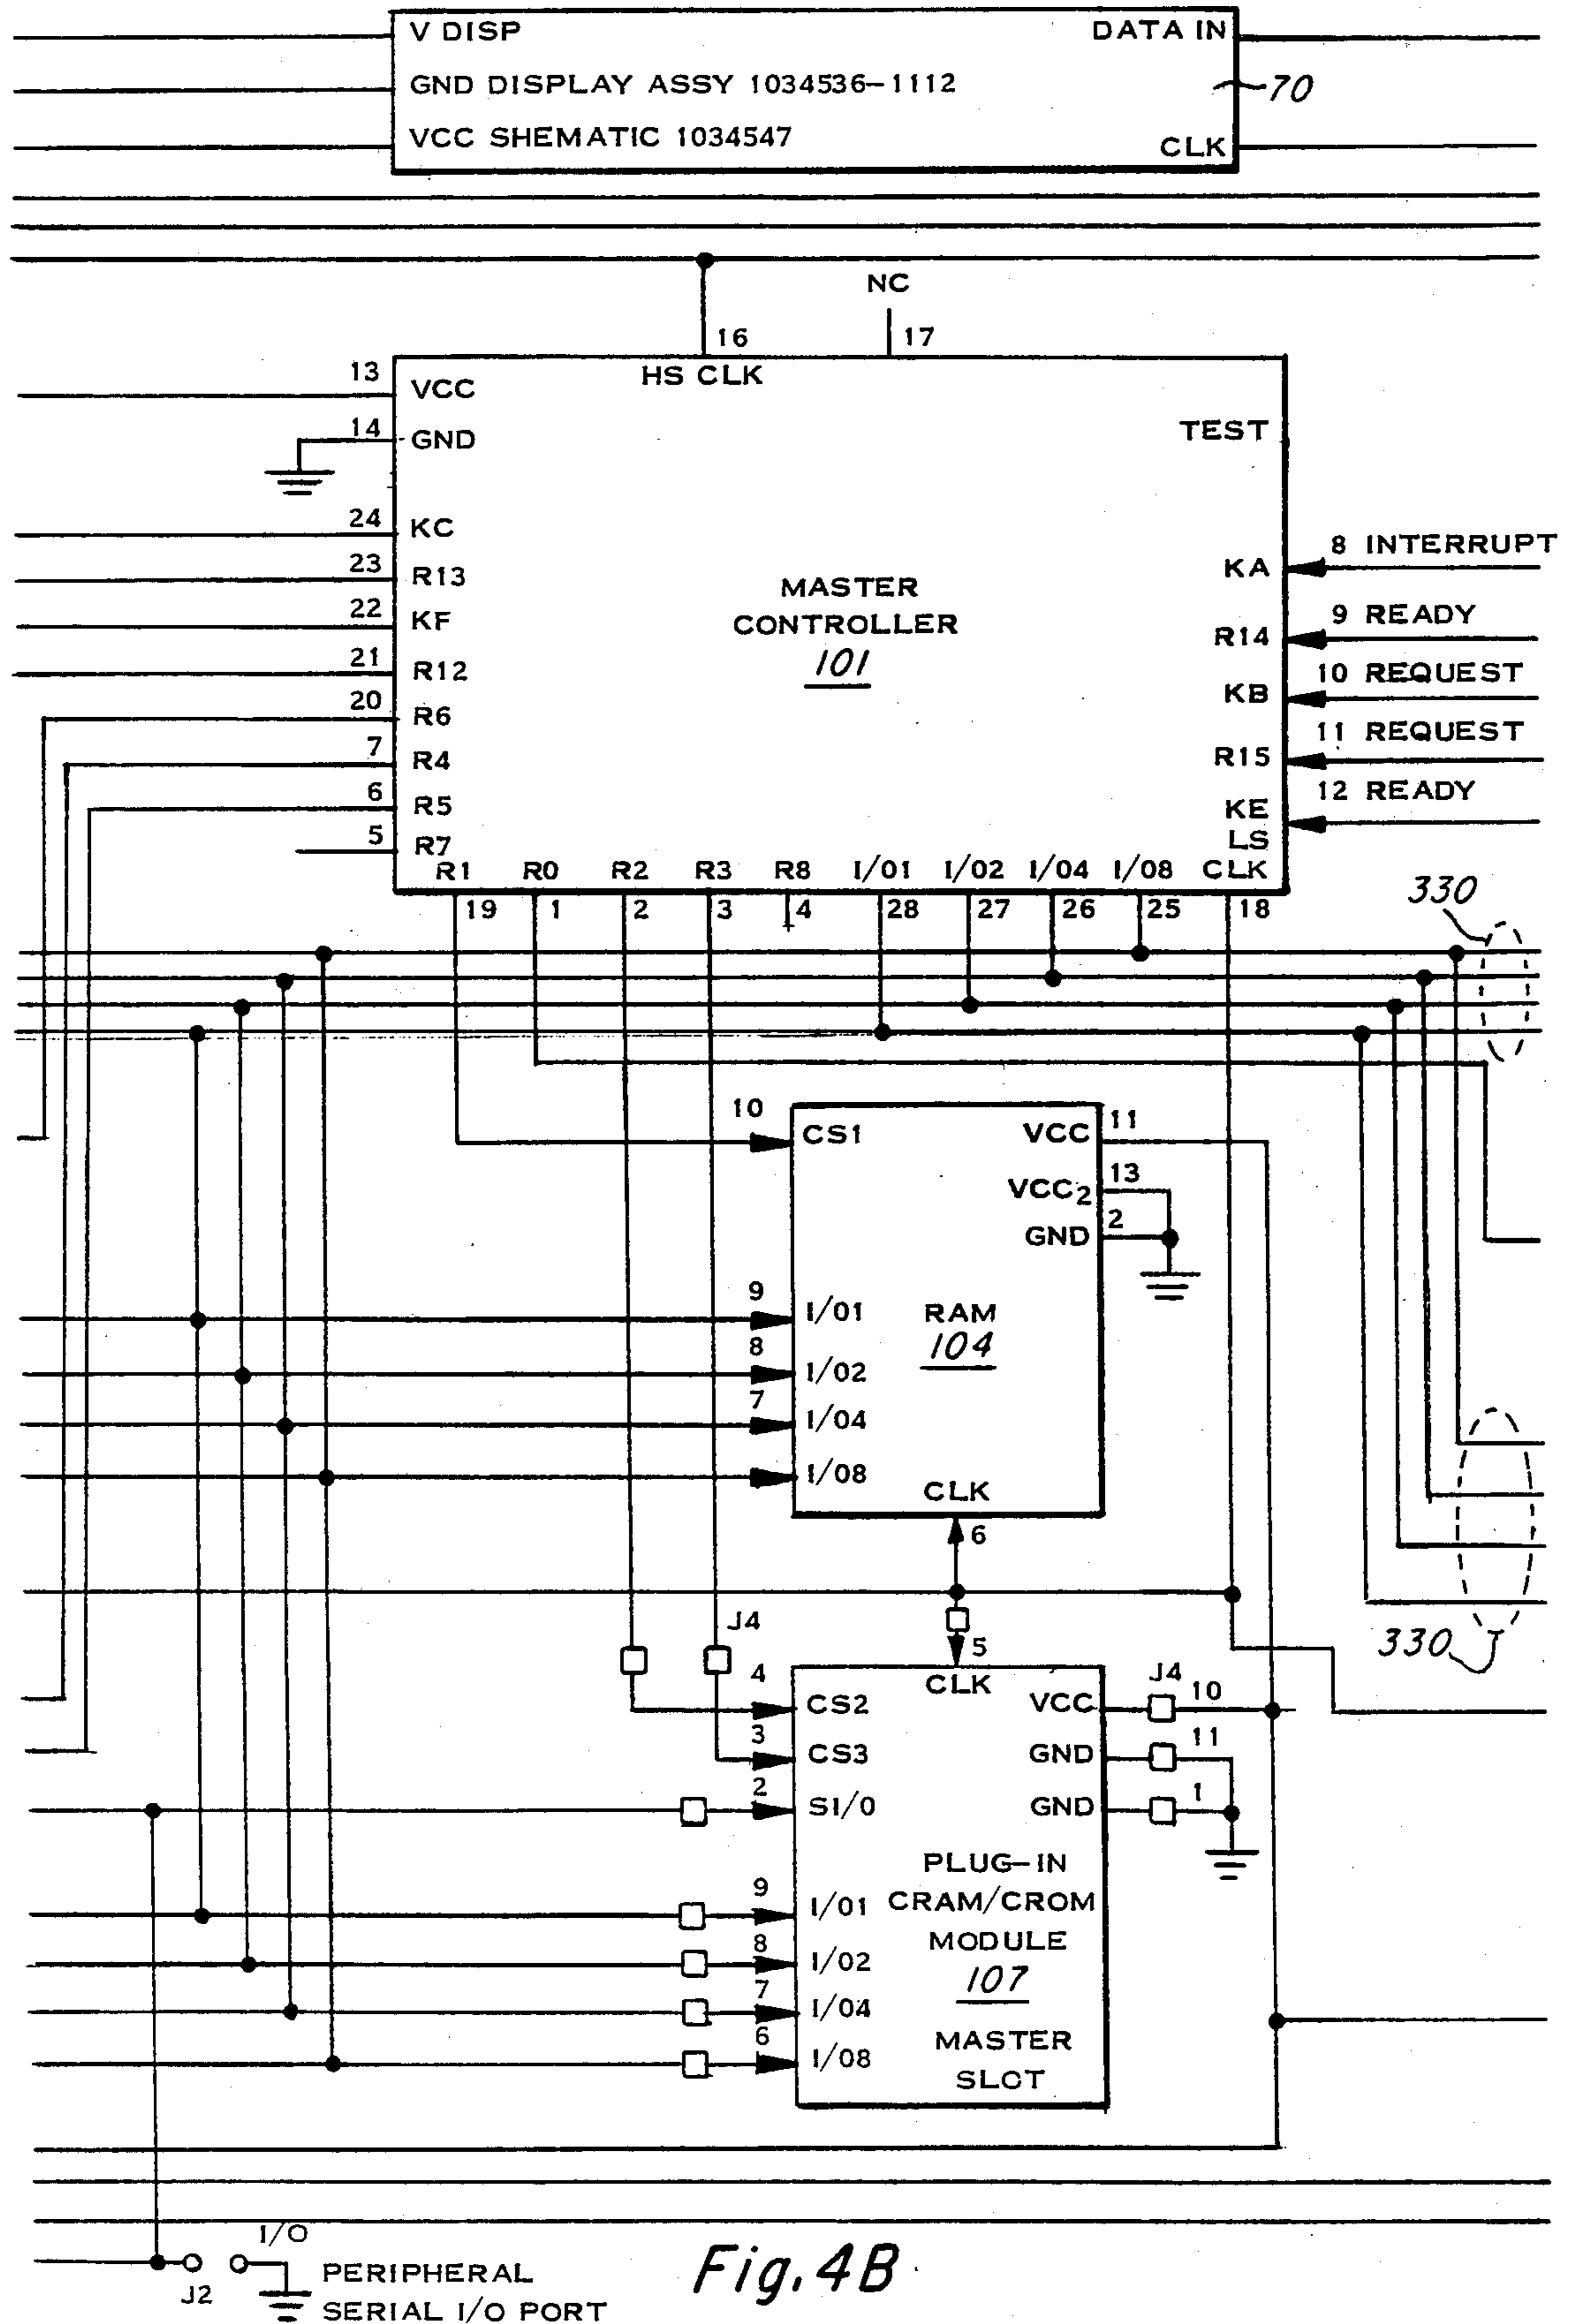 V DISP DATA IN
GND DISPLAY ASSY 1034536-1112 70
VCC SHEMATIC 1034547 CLK
NC
16 17
HS CLK
13 VCC
14 GND TEST
24 KC
23 R13
22 KF
21 R12
20 R6
7 R4
6 R5
5 R7
MASTER
CONTROLLER
101
KA 8 INTERRUPT
R14 9 READY
KB 10 REQUEST
R15 11 REQUEST
KE 12 READY
LS
R1 R0 R2 R3 R8 I/01 I/02 I/04 I/08 CLK
19 1 2 3 4 28 27 26 25 18
330
10 CS1 VCC 11
VCC2 13
GND 2
9 I/01
8 I/02
7 I/04
I/08
RAM
104
CLK
6
J4
5
330
CLK
4 CS2 VCC J4 10
3 CS3 GND 11
2 SI/0 GND 1
9 I/01
8 I/02
7 I/04
6 I/08
PLUG-IN
CRAM/CROM
MODULE
107
MASTER
SLOT
I/O
J2
PERIPHERAL
SERIAL I/O PORT
Fig. 4B